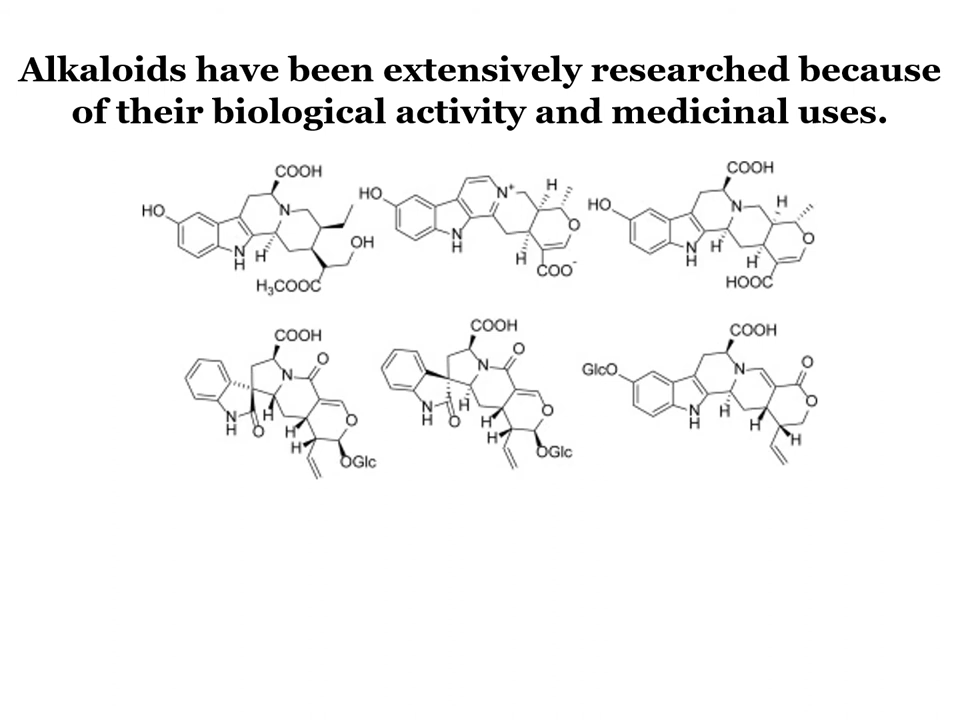 Alkaloids have been extensively researched because
of their biological activity and medicinal uses.
COOH
HO
N
N
H
H
OH
H3COOC
HO
N+
H
N
H
O
H
COO-
COOH
HO
N
H
N
H
H
O
H
HOOC
COOH
O
N
N
H
O
H
H
O
H
OGlc
COOH
O
N
N
H
O
H
H
O
H
OGlc
COOH
GlcO
N
O
N
H
H
O
H
H